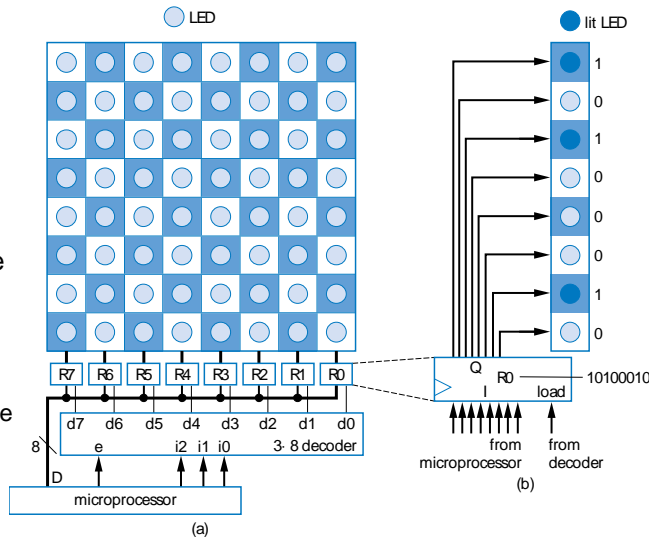 LED
lit LED
1
0
1
0
0
0
1
0
e
R7 R6 R5 R4 R3 R2 R1 R0
Q
R0
10100010
I
load
e
d7 d6 d5 d4 d3 d2 d1 d0
8
e i2 i1 i0 3- 8 decoder
D
microprocessor
(a)
from
microprocessor
from
decoder
(b)